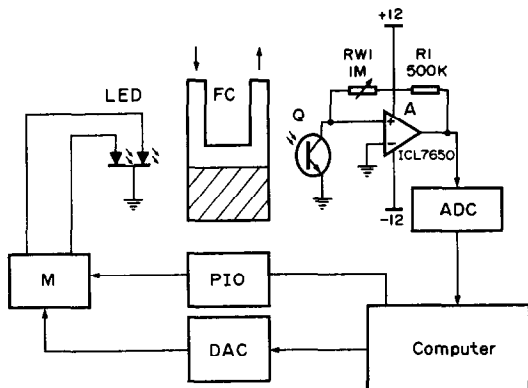 +12
RW1
1M
R1
500K
LED
FC
Q
A
+
−
ICL7650
-12
ADC
M
PIO
DAC
Computer